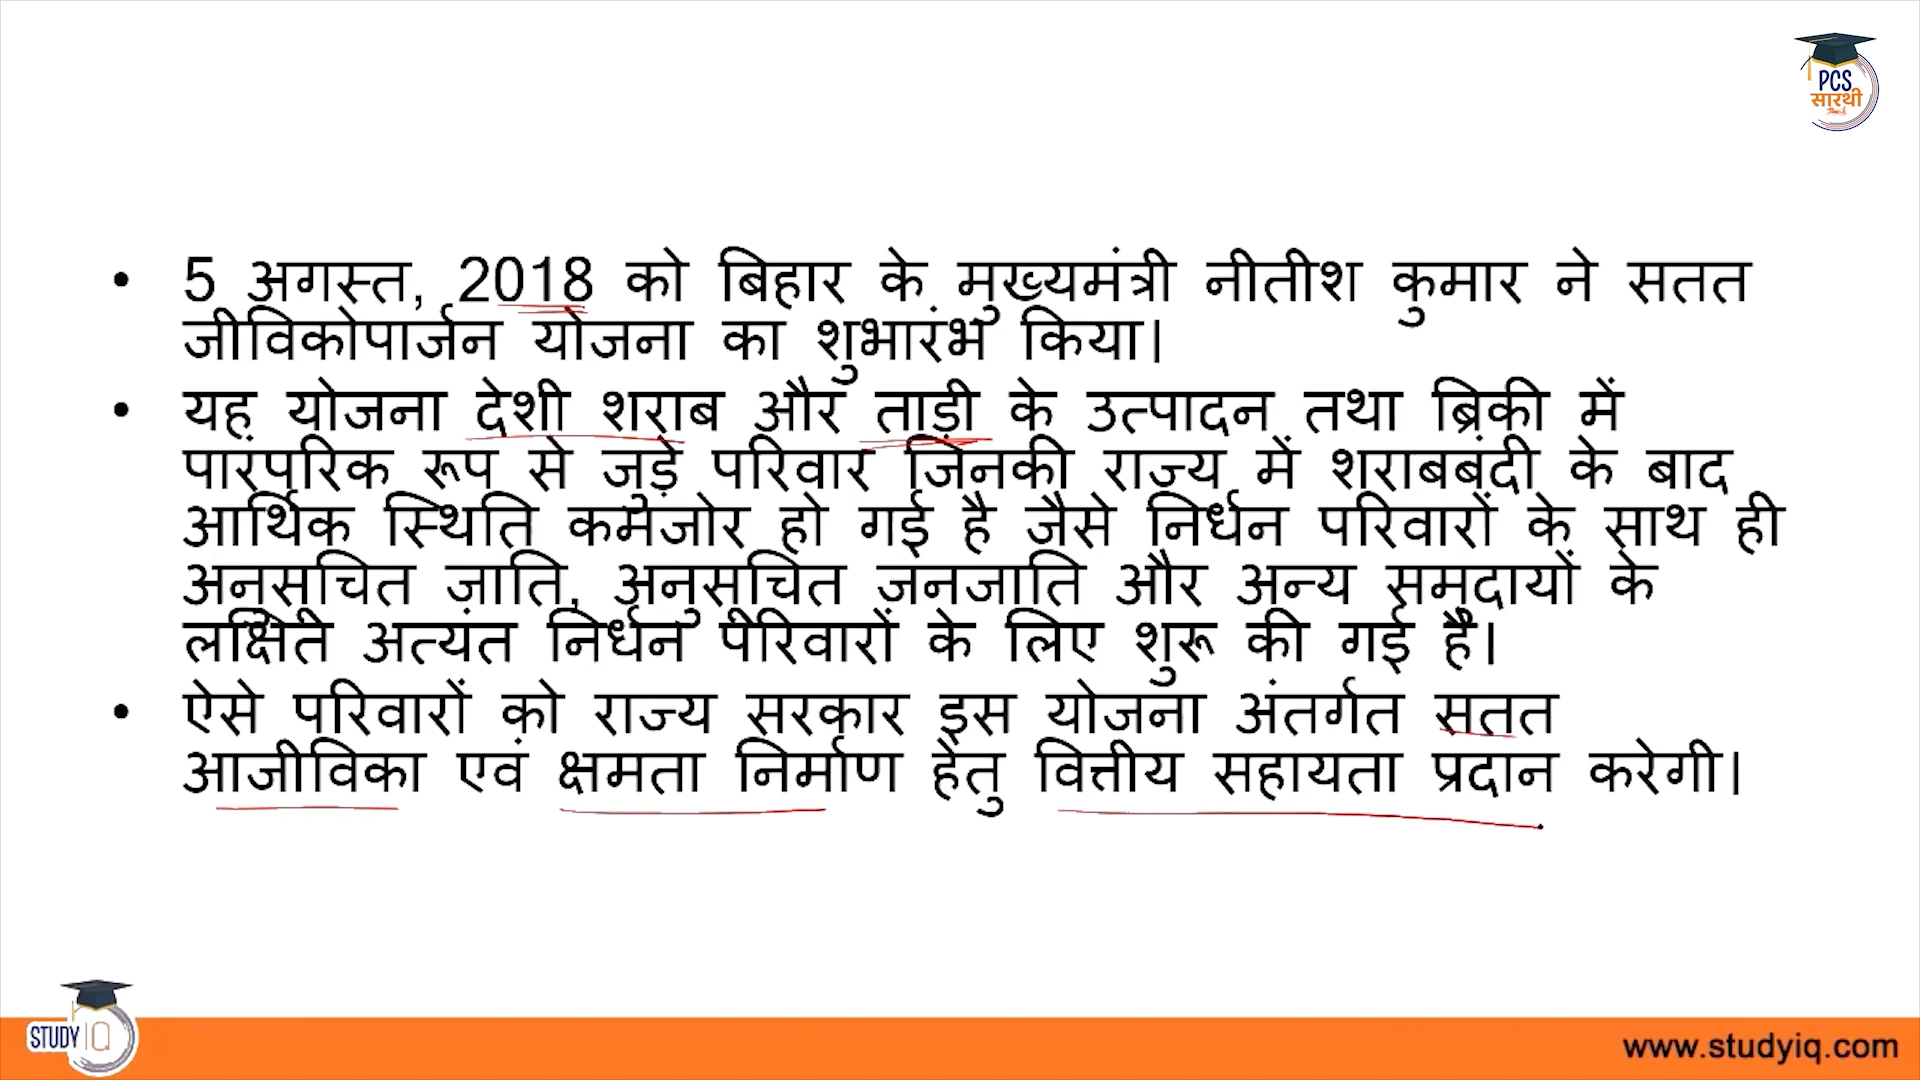 PCS
सारथी
• 5 अगस्त, 2018 को बिहार के मुख्यमंत्री नीतीश कुमार ने सतत
जीविकोपार्जन योजना का शुभारंभ किया।
• यह योजना देशी शराब और ताड़ी के उत्पादन तथा ब्रिकी में
पारंपरिक रूप से जुड़े परिवार जिनकी राज्य में शराबबंदी के बाद
आर्थिक स्थिति कमजोर हो गई है जैसे निर्धन परिवारों के साथ ही
अनुसूचित जाति, अनुसूचित जनजाति और अन्य समुदायों के
लक्षित अत्यंत निर्धन परिवारों के लिए शुरू की गई है।
• ऐसे परिवारों को राज्य सरकार इस योजना अंतर्गत सतत
आजीविका एवं क्षमता निर्माण हेतु वित्तीय सहायता प्रदान करेगी।
STUDY IQ
www.studyiq.com